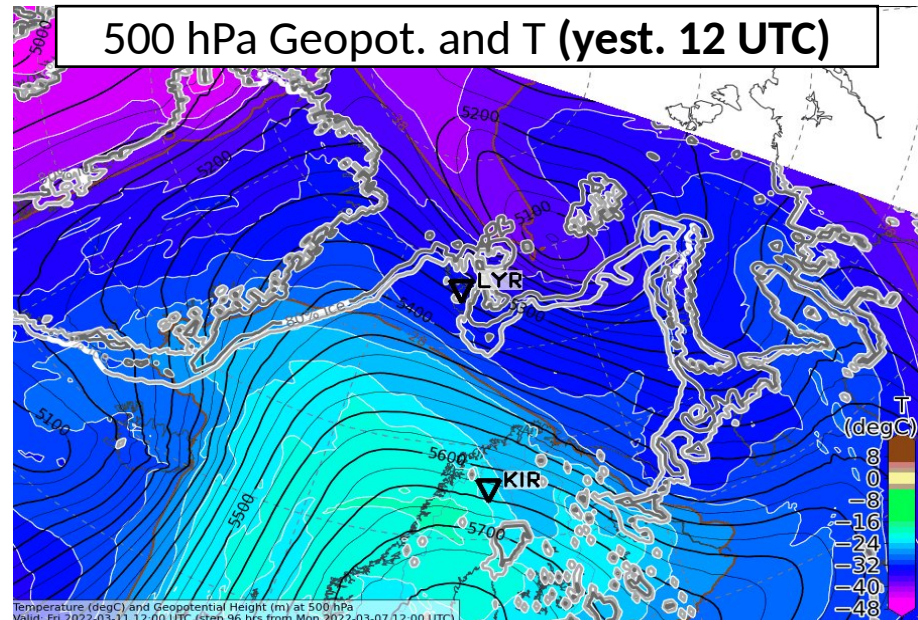 500 hPa Geopot. and T (yest. 12 UTC)
5000
5200
5200
5100
LYR
5300
5400
80% ice
5100
5600
KIR
5500
5700
T
(degC)
8
0
−8
−16
−24
−32
−40
−48
Temperature (degC) and Geopotential Height (m) at 500 hPa
Valid: Fri 2022-03-11 12:00 UTC (step 96 hrs from Mon 2022-03-07 12:00 UTC)